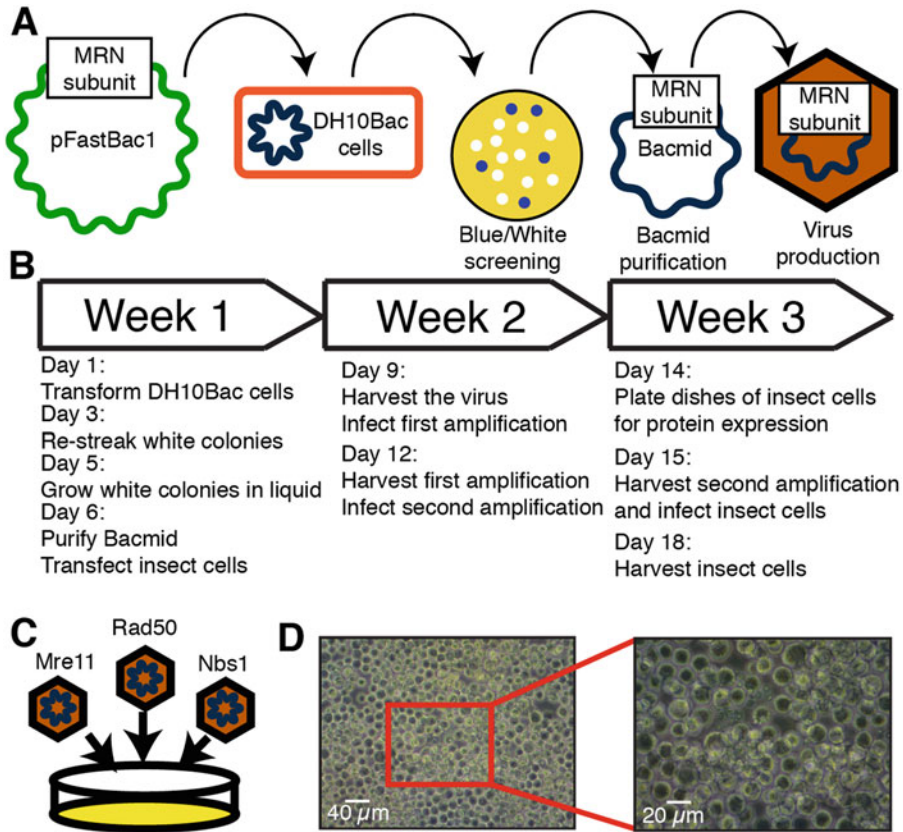 A
MRN
subunit
pFastBac1
DH10Bac
cells
Blue/White
screening
MRN
subunit
Bacmid
Bacmid
purification
MRN
subunit
Virus
production
B
Week 1
Week 2
Week 3
Day 1:
Transform DH10Bac cells
Day 3:
Re-streak white colonies
Day 5:
Grow white colonies in liquid
Day 6:
Purify Bacmid
Transfect insect cells
Day 9:
Harvest the virus
Infect first amplification
Day 12:
Harvest first amplification
Infect second amplification
Day 14:
Plate dishes of insect cells
for protein expression
Day 15:
Harvest second amplification
and infect insect cells
Day 18:
Harvest insect cells
C
Mre11
Rad50
Nbs1
D
40 µm
20 µm